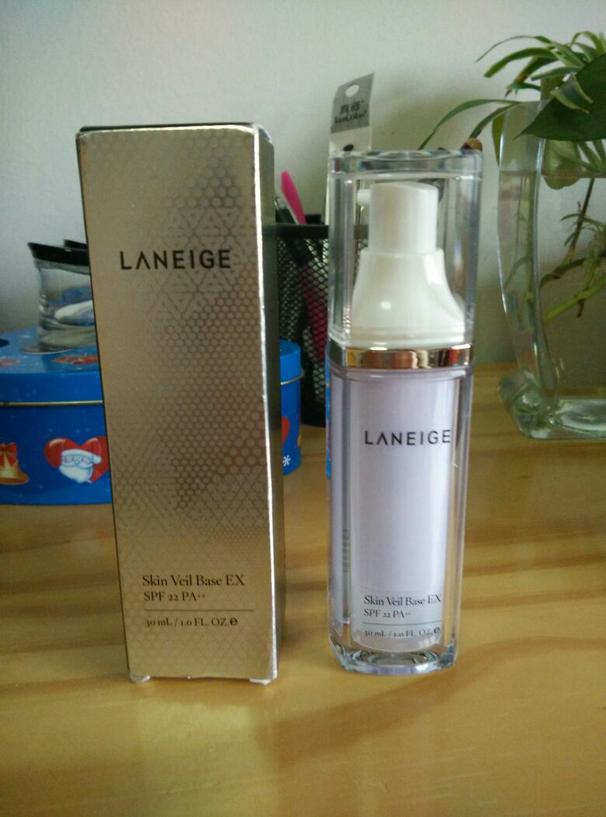 LANEIGE
Skin Veil Base EX
SPF 22 PA++
30 mL / 1.0 FL. OZ. e
LANEIGE
Skin Veil Base EX
SPF 22 PA++
30 mL / 1.0 FL. OZ. e